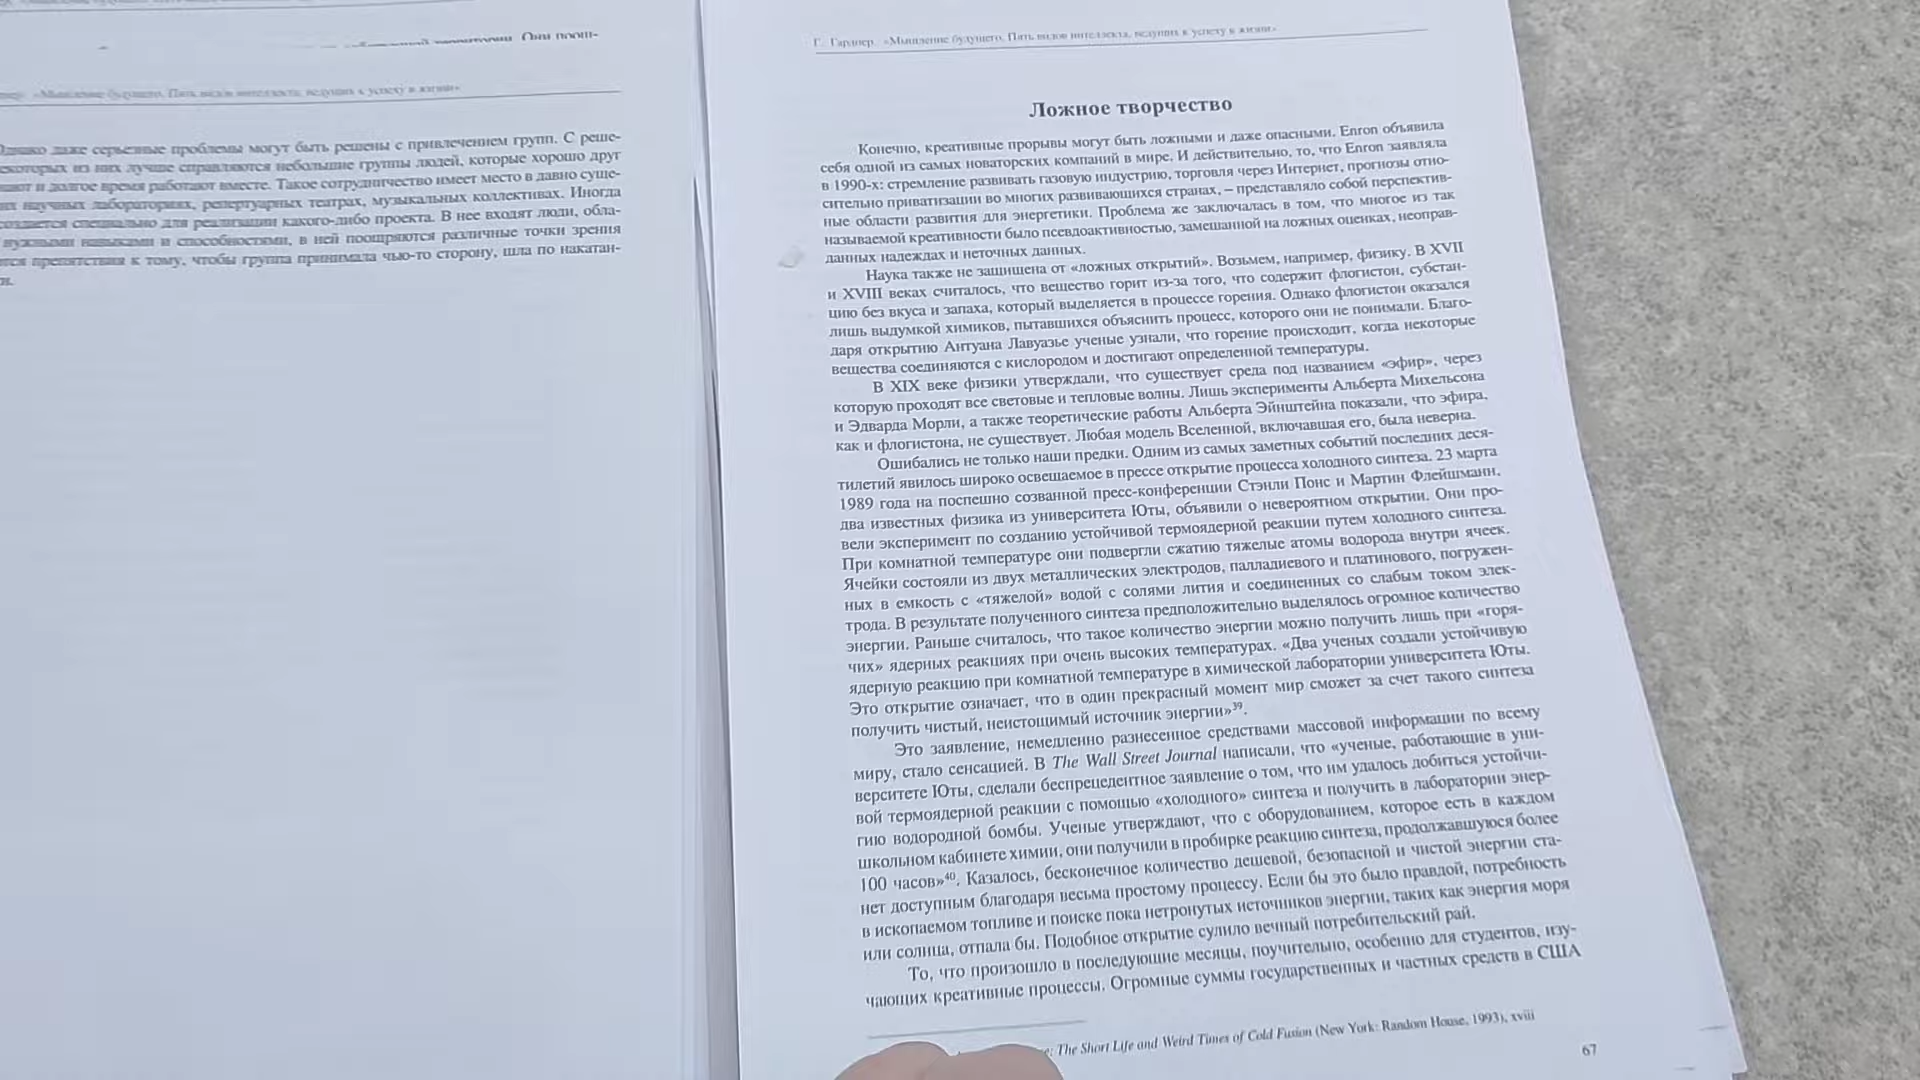 территории. Они поощ-
«Мышление будущего. Пять видов интеллекта, ведущих к успеху в жизни»
Однако даже серьезные проблемы могут быть решены с привлечением групп. С реше-
екоторых из них лучше справляются небольшие группы людей, которые хорошо друг
ают и долгое время работают вместе. Такое сотрудничество имеет место в давно суще-
их научных лабораториях, репертуарных театрах, музыкальных коллективах. Иногда
создается специально для реализации какого-либо проекта. В нее входят люди, обла-
нужными навыками и способностями, в ней поощряются различные точки зрения
тся препятствия к тому, чтобы группа принимала чью-то сторону, шла по накатан-
Г. Гарднер. «Мышление будущего. Пять видов интеллекта, ведущих к успеху в жизни»
Ложное творчество
Конечно, креативные прорывы могут быть ложными и даже опасными. Enron объявила
себя одной из самых новаторских компаний в мире. И действительно, то, что Enron заявляла
в 1990-х: стремление развивать газовую индустрию, торговля через Интернет, прогнозы отно-
сительно приватизации во многих развивающихся странах, – представляло собой перспектив-
ные области развития для энергетики. Проблема же заключалась в том, что многое из так
называемой креативности было псевдоактивностью, замешанной на ложных оценках, неоправ-
данных надеждах и неточных данных.
Наука также не защищена от «ложных открытий». Возьмем, например, физику. В XVII
и XVIII веках считалось, что вещество горит из-за того, что содержит флогистон, субстан-
цию без вкуса и запаха, который выделяется в процессе горения. Однако флогистон оказался
лишь выдумкой химиков, пытавшихся объяснить процесс, которого они не понимали. Благо-
даря открытию Антуана Лавуазье ученые узнали, что горение происходит, когда некоторые
вещества соединяются с кислородом и достигают определенной температуры.
В XIX веке физики утверждали, что существует среда под названием «эфир», через
которую проходят все световые и тепловые волны. Лишь эксперименты Альберта Михельсона
и Эдварда Морли, а также теоретические работы Альберта Эйнштейна показали, что эфира,
как и флогистона, не существует. Любая модель Вселенной, включавшая его, была неверна.
Ошибались не только наши предки. Одним из самых заметных событий последних деся-
тилетий явилось широко освещаемое в прессе открытие процесса холодного синтеза. 23 марта
1989 года на поспешно созванной пресс-конференции Стэнли Понс и Мартин Флейшманн,
два известных физика из университета Юты, объявили о невероятном открытии. Они про-
вели эксперимент по созданию устойчивой термоядерной реакции путем холодного синтеза.
При комнатной температуре они подвергли сжатию тяжелые атомы водорода внутри ячеек.
Ячейки состояли из двух металлических электродов, палладиевого и платинового, погружен-
ных в емкость с «тяжелой» водой с солями лития и соединенных со слабым током элек-
трода. В результате полученного синтеза предположительно выделялось огромное количество
энергии. Раньше считалось, что такое количество энергии можно получить лишь при «горя-
чих» ядерных реакциях при очень высоких температурах. «Два ученых создали устойчивую
ядерную реакцию при комнатной температуре в химической лаборатории университета Юты.
Это открытие означает, что в один прекрасный момент мир сможет за счет такого синтеза
получить чистый, неистощимый источник энергии»³⁹.
Это заявление, немедленно разнесенное средствами массовой информации по всему
миру, стало сенсацией. В The Wall Street Journal написали, что «ученые, работающие в уни-
верситете Юты, сделали беспрецедентное заявление о том, что им удалось добиться устойчи-
вой термоядерной реакции с помощью «холодного» синтеза и получить в лаборатории энер-
гию водородной бомбы. Ученые утверждают, что с оборудованием, которое есть в каждом
школьном кабинете химии, они получили в пробирке реакцию синтеза, продолжавшуюся более
100 часов»⁴⁰. Казалось, бесконечное количество дешевой, безопасной и чистой энергии ста-
нет доступным благодаря весьма простому процессу. Если бы это было правдой, потребность
в ископаемом топливе и поиске пока нетронутых источников энергии, таких как энергия моря
или солнца, отпала бы. Подобное открытие сулило вечный потребительский рай.
То, что произошло в последующие месяцы, поучительно, особенно для студентов, изу-
чающих креативные процессы. Огромные суммы государственных и частных средств в США
The Short Life and Weird Times of Cold Fusion (New York: Random House, 1993), xviii
67